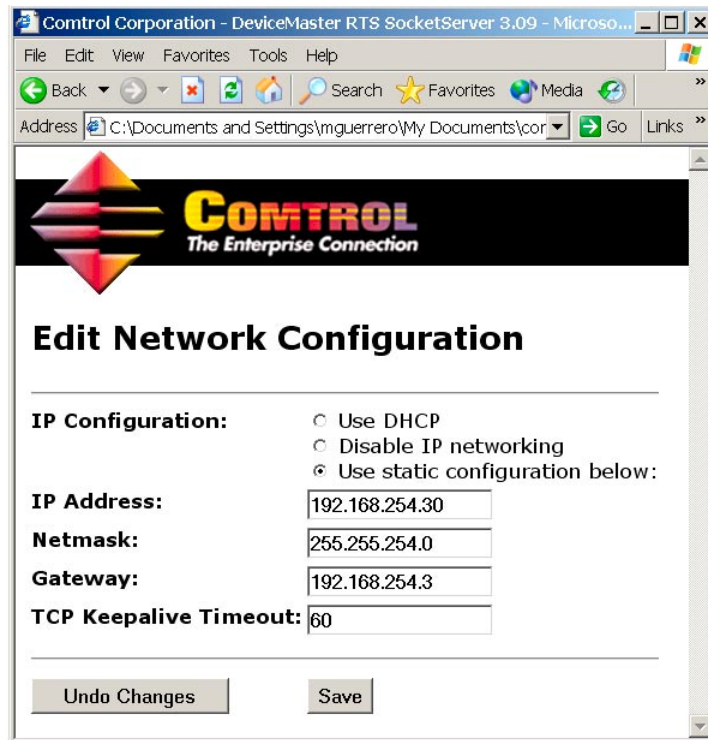 Comtrol Corporation - DeviceMaster RTS SocketServer 3.09 - Microso...
File Edit View Favorites Tools Help
Back Search Favorites Media »
Address C:\Documents and Settings\mguerrero\My Documents\cor Go Links »
COMTROL
The Enterprise Connection
Edit Network Configuration
IP Configuration: Use DHCP
Disable IP networking
Use static configuration below:
IP Address: 192.168.254.30
Netmask: 255.255.254.0
Gateway: 192.168.254.3
TCP Keepalive Timeout: 60
Undo Changes Save